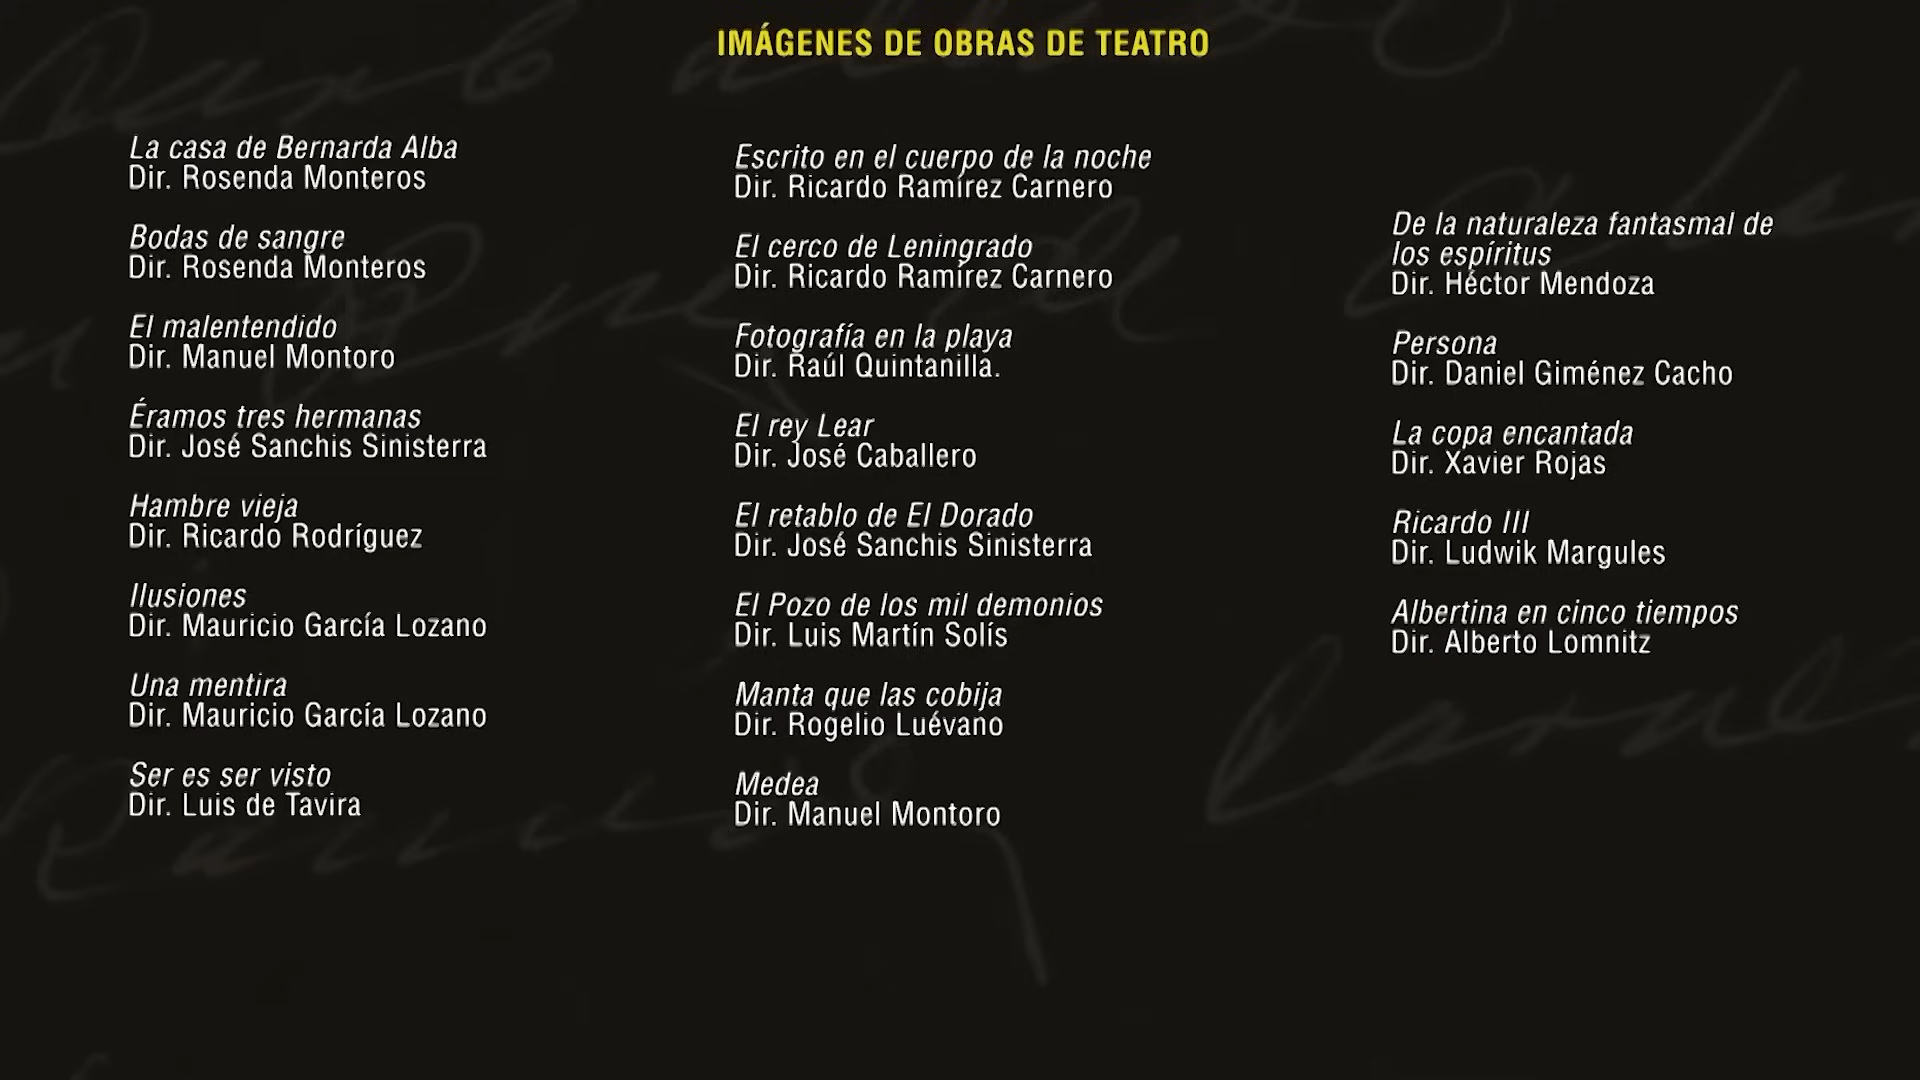 IMÁGENES DE OBRAS DE TEATRO
La casa de Bernarda Alba
Dir. Rosenda Monteros
Bodas de sangre
Dir. Rosenda Monteros
El malentendido
Dir. Manuel Montoro
Éramos tres hermanas
Dir. José Sanchis Sinisterra
Hambre vieja
Dir. Ricardo Rodríguez
Ilusiones
Dir. Mauricio García Lozano
Una mentira
Dir. Mauricio García Lozano
Ser es ser visto
Dir. Luis de Tavira
Escrito en el cuerpo de la noche
Dir. Ricardo Ramírez Carnero
El cerco de Leningrado
Dir. Ricardo Ramírez Carnero
Fotografía en la playa
Dir. Raúl Quintanilla.
El rey Lear
Dir. José Caballero
El retablo de El Dorado
Dir. José Sanchis Sinisterra
El Pozo de los mil demonios
Dir. Luis Martín Solís
Manta que las cobija
Dir. Rogelio Luévano
Medea
Dir. Manuel Montoro
De la naturaleza fantasmal de
los espíritus
Dir. Héctor Mendoza
Persona
Dir. Daniel Giménez Cacho
La copa encantada
Dir. Xavier Rojas
Ricardo III
Dir. Ludwik Margules
Albertina en cinco tiempos
Dir. Alberto Lomnitz